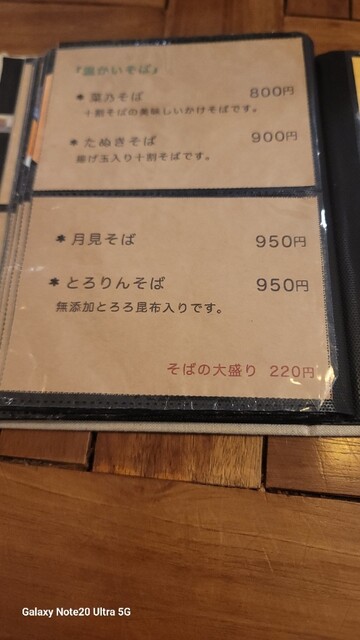 『温かいそば』
＊菜乃そば 800円
十割そばの美味しいかけそばです。
＊たぬきそば 900円
揚げ玉入り十割そばです。
＊月見そば 950円
＊とろりんそば 950円
無添加とろろ昆布入りです。
そばの大盛り 220円
Galaxy Note20 Ultra 5G